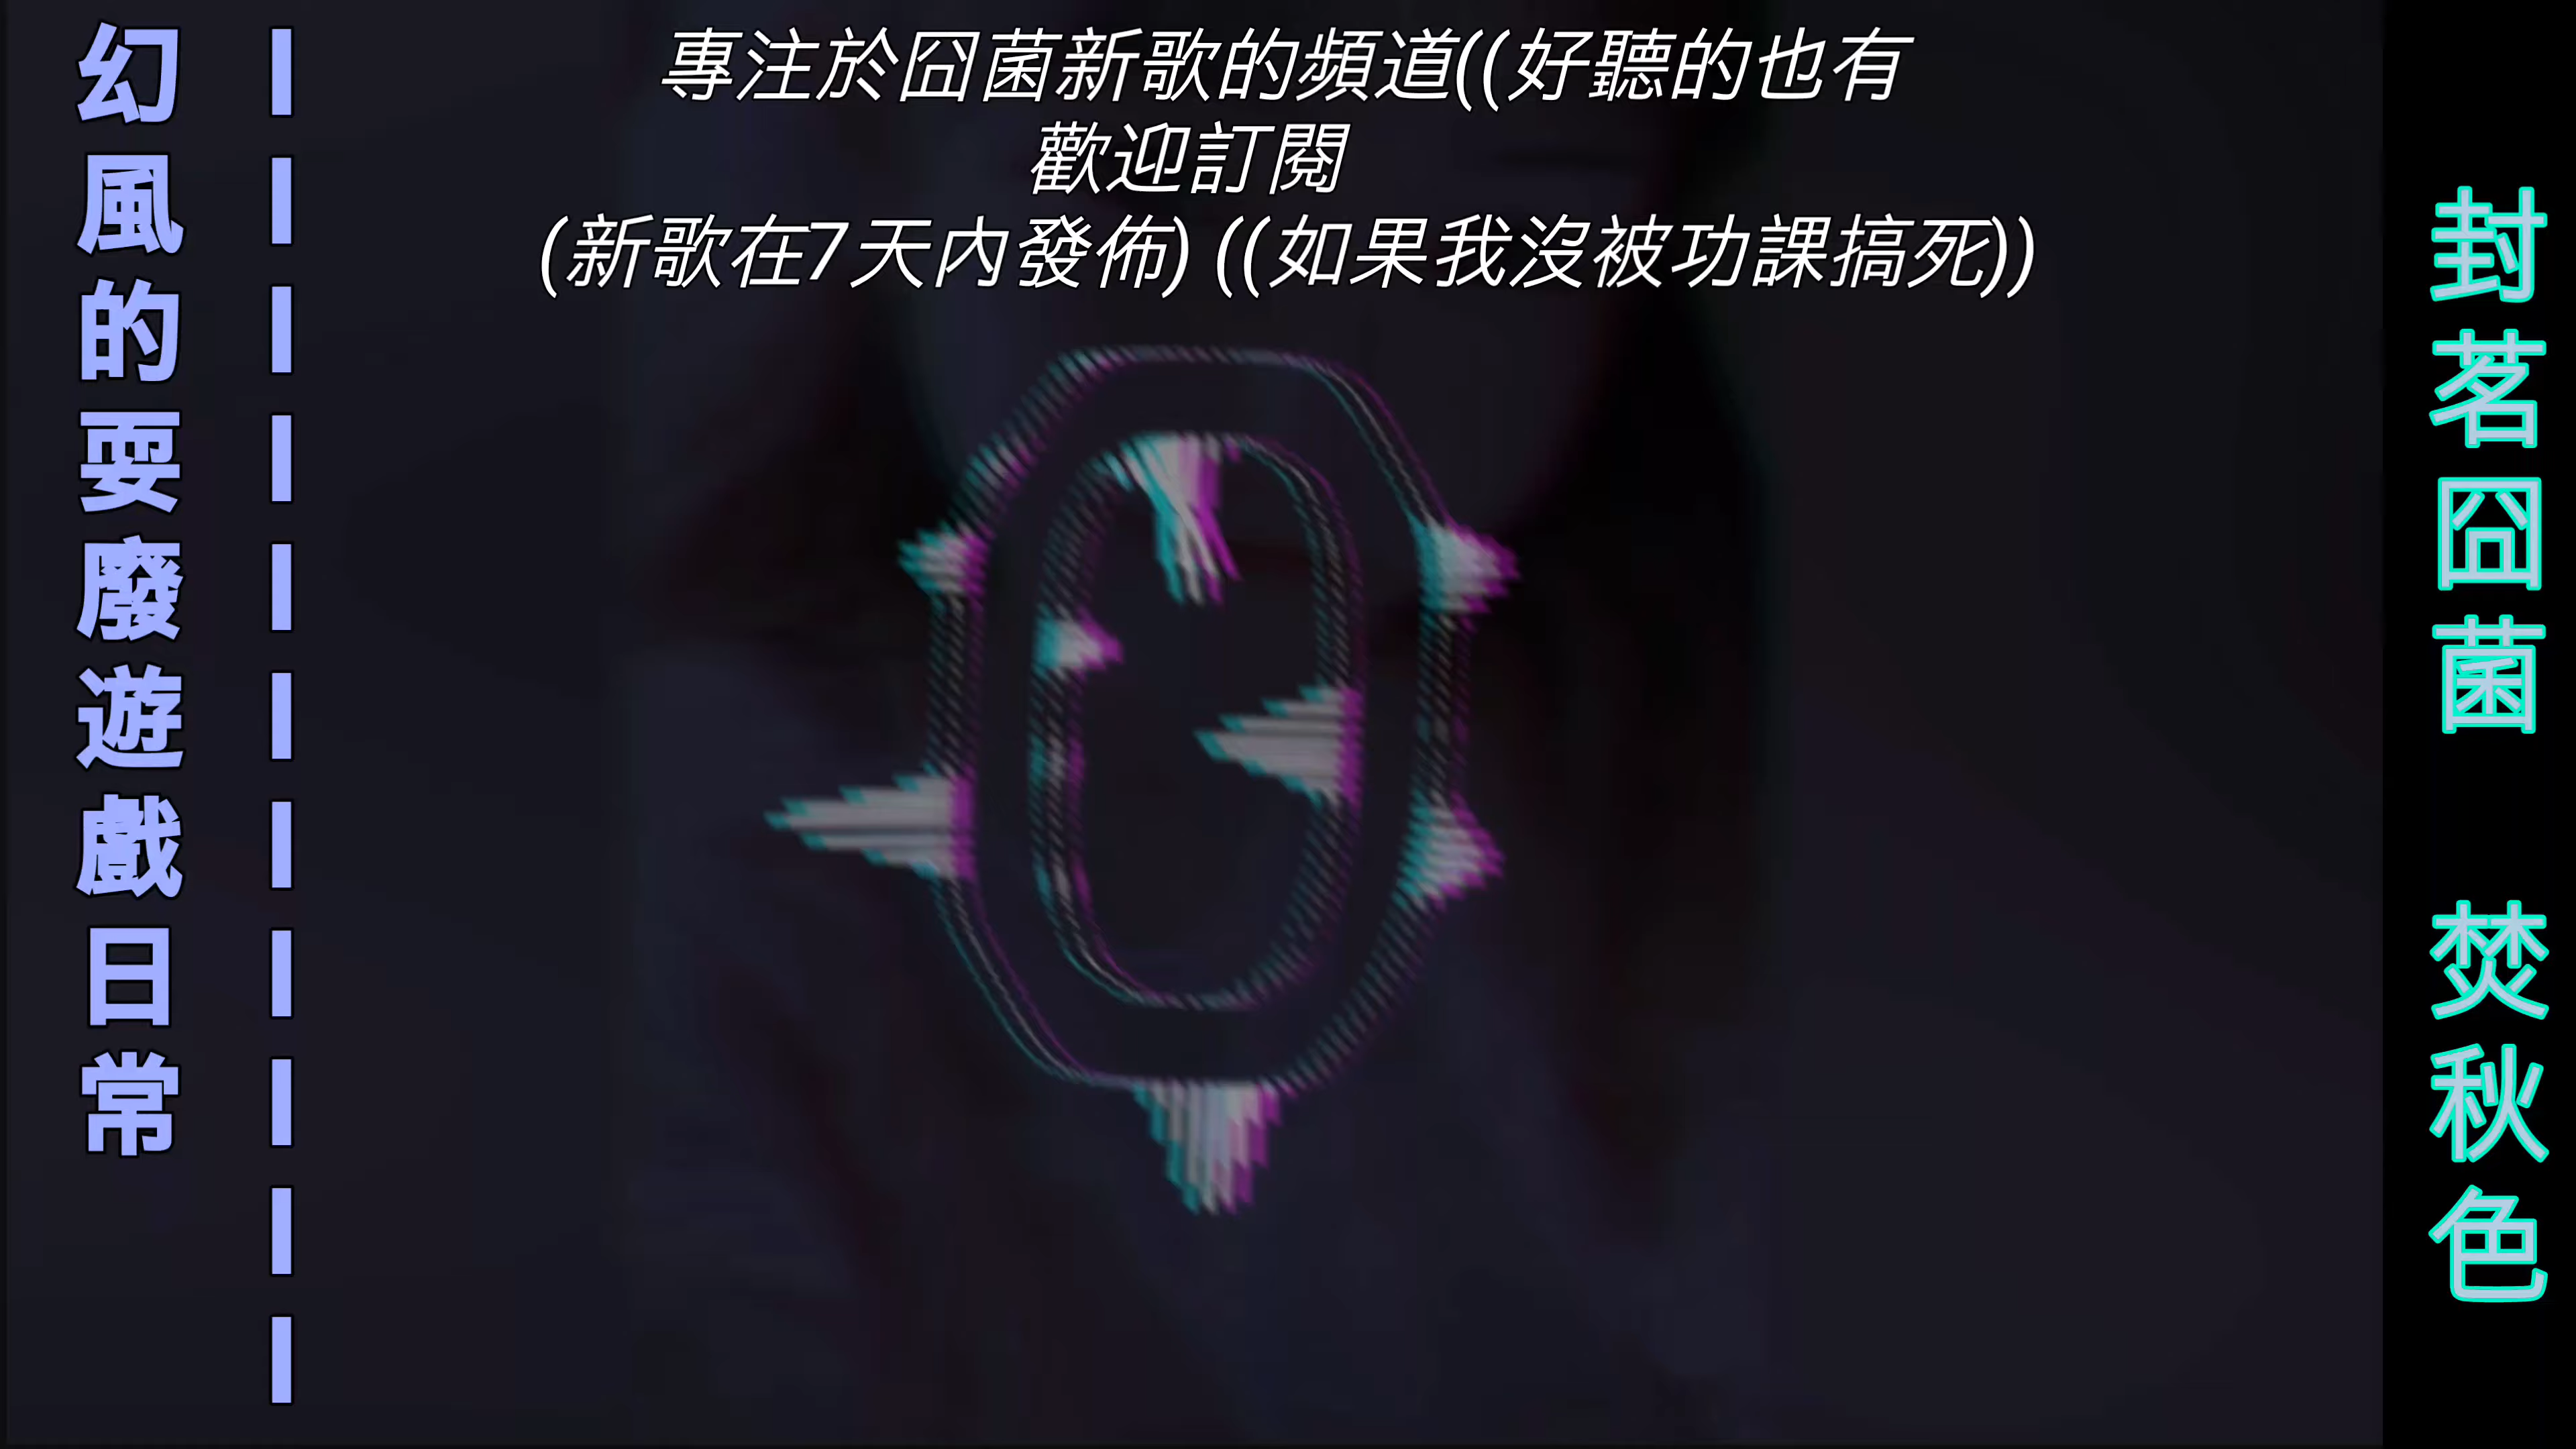 專注於囧菌新歌的頻道((好聽的也有
歡迎訂閱
(新歌在7天內發佈) ((如果我沒被功課搞死))
幻風的耍廢遊戲日常
封茗囧菌 焚秋色